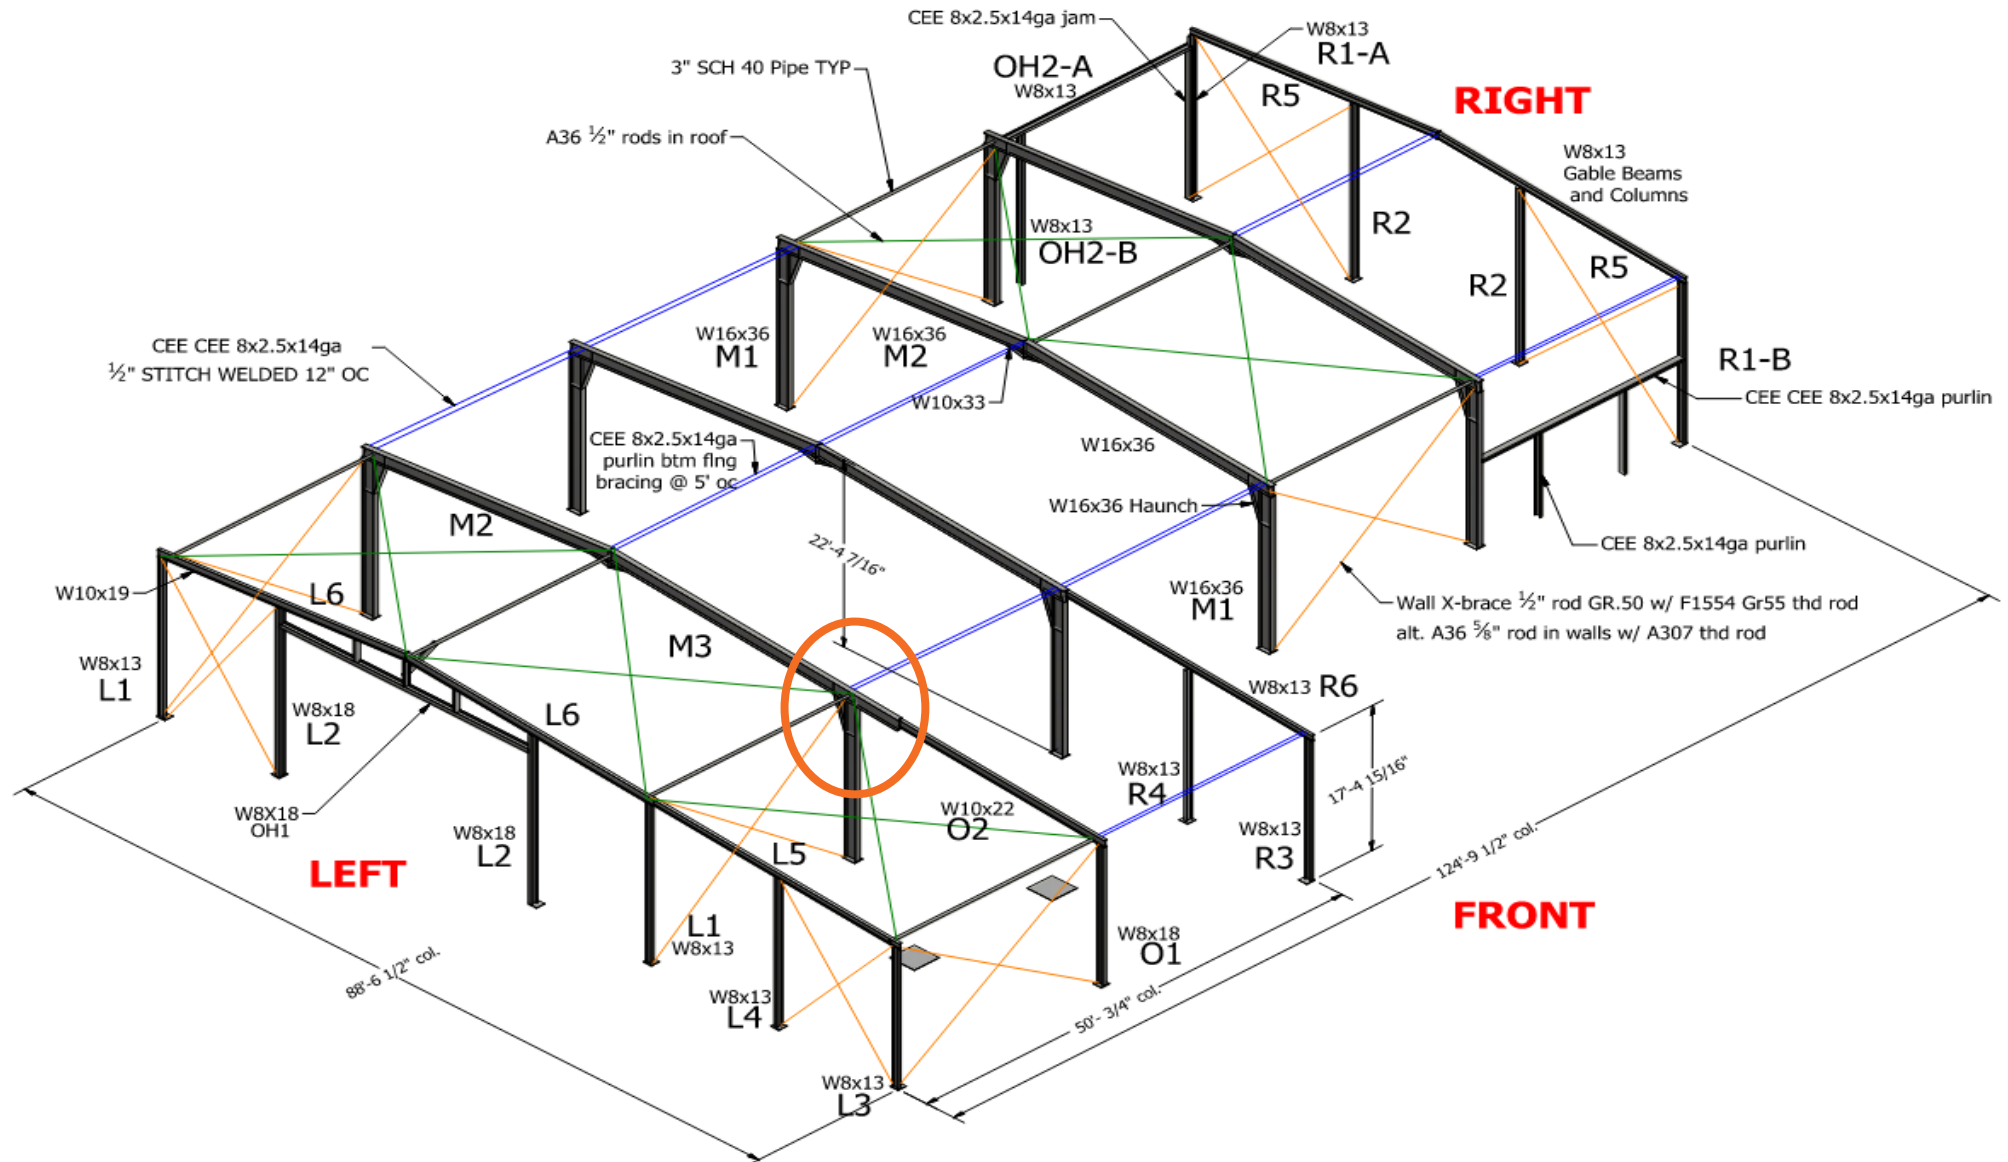 CEE 8x2.5x14ga jam
W8x13
R1-A
3" SCH 40 Pipe TYP
OH2-A
W8x13
R5
RIGHT
A36 ½" rods in roof
W8x13
Gable Beams
and Columns
W8x13
OH2-B
R2
R2
R5
W16x36
M1
W16x36
M2
CEE CEE 8x2.5x14ga
½" STITCH WELDED 12" OC
R1-B
CEE CEE 8x2.5x14ga purlin
W10x33
CEE 8x2.5x14ga
purlin btm flng
bracing @ 5' oc
W16x36
W16x36 Haunch
M2
22'-4 7/16"
CEE 8x2.5x14ga purlin
W10x19
L6
W16x36
M1
Wall X-brace ½" rod GR.50 w/ F1554 Gr55 thd rod
alt. A36 ⅝" rod in walls w/ A307 thd rod
M3
W8x13
L1
W8x13 R6
W8x18
L2
L6
W8x13
R4
17'-4 15/16"
W8X18
OH1
W8x18
L2
W10x22
O2
L5
W8x13
R3
124'-9 1/2" col.
LEFT
FRONT
L1
W8x13
W8x18
O1
88'-6 1/2" col.
W8x13
L4
50'- 3/4" col.
W8x13
L3